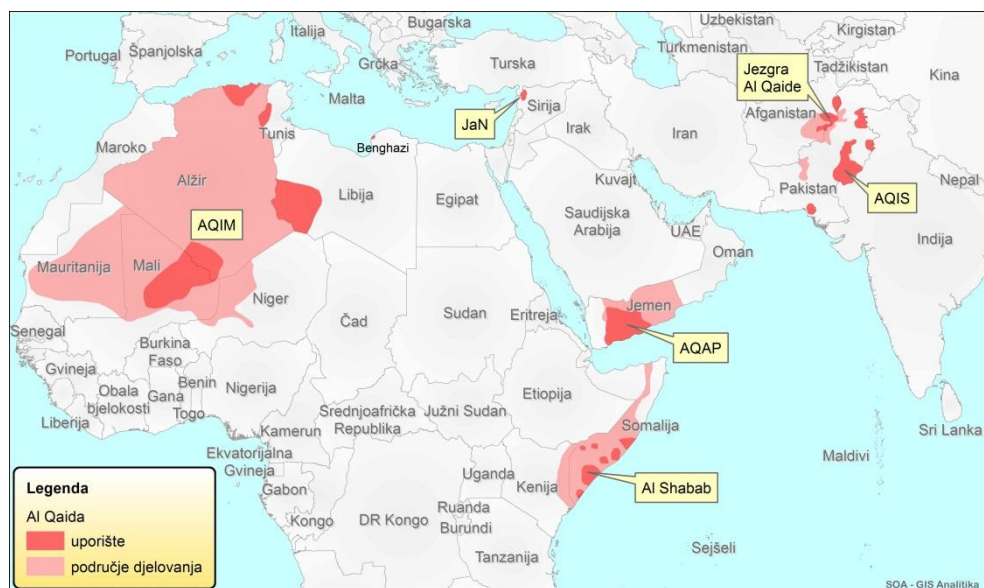 Portugal
Španjolska
Italija
Bugarska
Grčka
Turska
Malta
Uzbekistan
Turkmenistan
Kirgistan
Tadžikistan
Kina
Jezgra
Al Qaide
Afganistan
JaN
Sirija
Irak
Iran
Maroko
Tunis
Benghazi
Alžir
Libija
Egipat
Kuvajt
Saudijska
Arabija
UAE
Oman
Pakistan
AQIS
Nepal
Indija
AQIM
Mauritanija
Mali
Niger
Čad
Sudan
Eritreja
Jemen
AQAP
Senegal
Gvineja
Burkina
Faso
Obala
bjelokosti
Gana
Togo
Benin
Nigerija
Liberija
Kamerun
Srednjoafrička
Republika
Južni Sudan
Etiopija
Somalija
Ekvatorijalna
Gvineja
Gabon
Kongo
DR Kongo
Uganda
Ruanda
Burundi
Kenija
Tanzanija
Al Shabab
Sejšeli
Maldivi
Sri Lanka
Legenda
Al Qaida
uporište
područje djelovanja
SOA - GIS Analitika